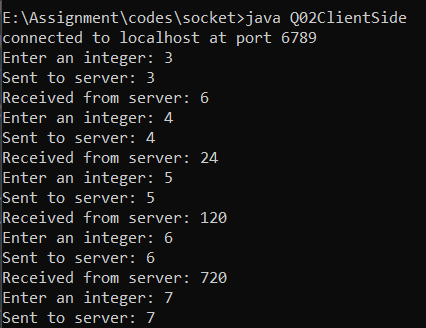 E:\Assignment\codes\socket>java Q02ClientSide
connected to localhost at port 6789
Enter an integer: 3
Sent to server: 3
Received from server: 6
Enter an integer: 4
Sent to server: 4
Received from server: 24
Enter an integer: 5
Sent to server: 5
Received from server: 120
Enter an integer: 6
Sent to server: 6
Received from server: 720
Enter an integer: 7
Sent to server: 7